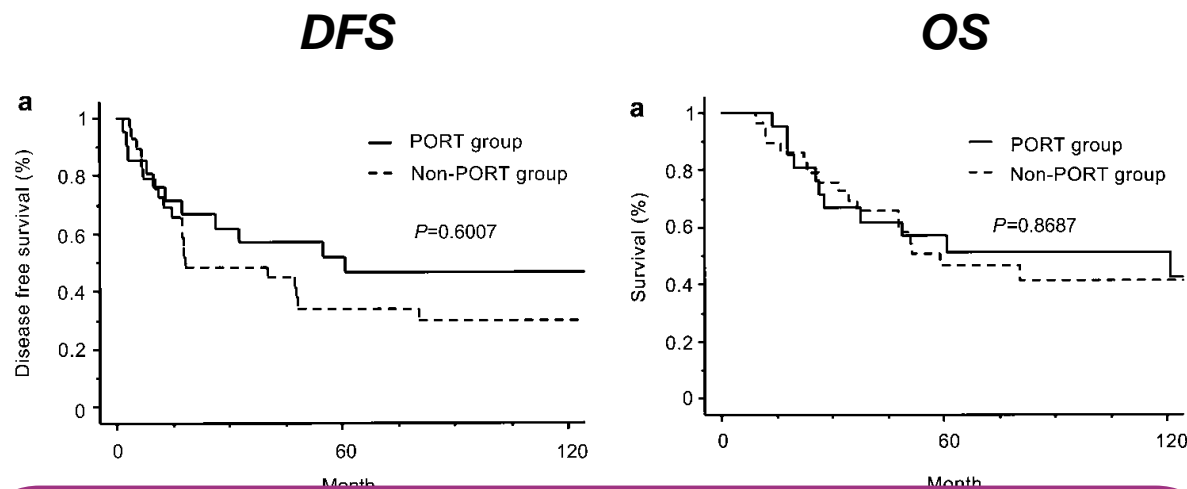 DFS
a
Disease free survival (%)
1
0.8
0.6
0.4
0.2
0
PORT group
Non-PORT group
P=0.6007
0
60
120
Month
OS
a
Survival (%)
1
0.8
0.6
0.4
0.2
0
PORT group
Non-PORT group
P=0.8687
0
60
120
Month